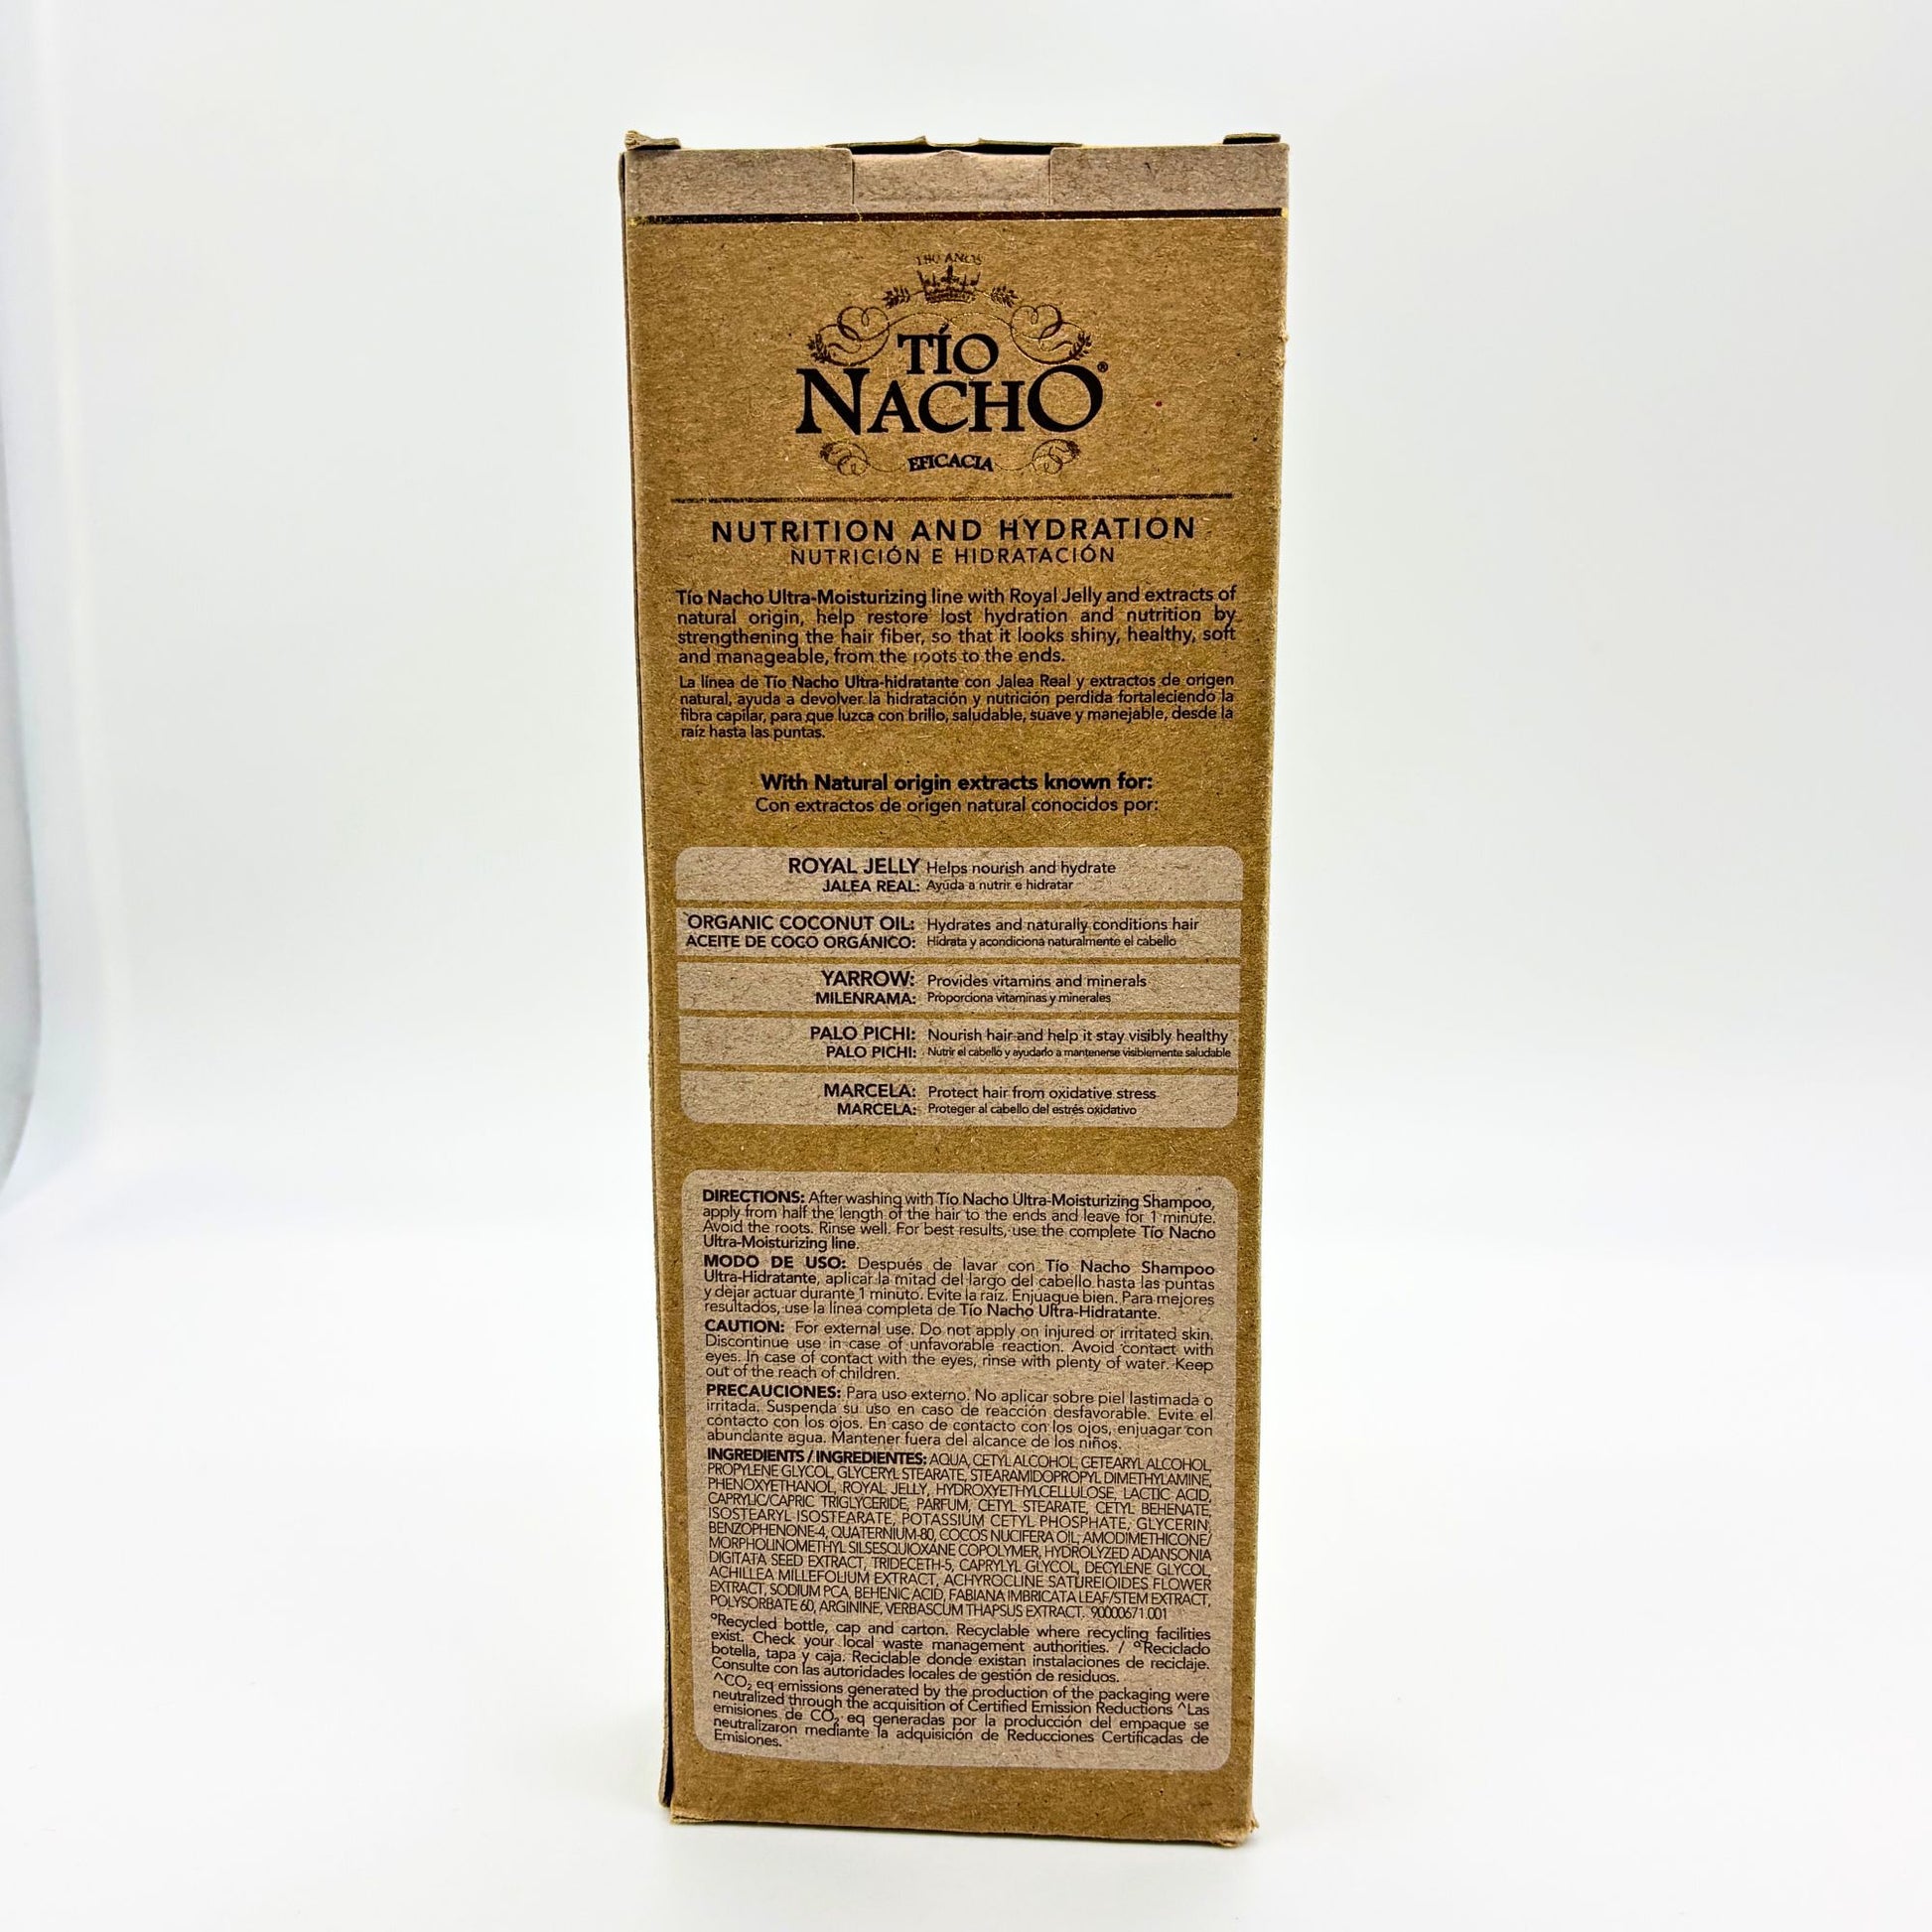 180 AÑOS
TÍO
NACHO®
EFICACIA
NUTRITION AND HYDRATION
NUTRICIÓN E HIDRATACIÓN
Tío Nacho Ultra-Moisturizing line with Royal Jelly and extracts of
natural origin, help restore lost hydration and nutrition by
strengthening the hair fiber, so that it looks shiny, healthy, soft
and manageable, from the roots to the ends.
La línea de Tío Nacho Ultra-hidratante con Jalea Real y extractos de origen
natural, ayuda a devolver la hidratación y nutrición perdida fortaleciendo la
fibra capilar, para que luzca con brillo, saludable, suave y manejable, desde la
raíz hasta las puntas.
With Natural origin extracts known for:
Con extractos de origen natural conocidos por:
ROYAL JELLY Helps nourish and hydrate
JALEA REAL: Ayuda a nutrir e hidratar
ORGANIC COCONUT OIL: Hydrates and naturally conditions hair
ACEITE DE COCO ORGÁNICO: Hidrata y acondiciona naturalmente el cabello
YARROW: Provides vitamins and minerals
MILENRAMA: Proporciona vitaminas y minerales
PALO PICHI: Nourish hair and help it stay visibly healthy
PALO PICHI: Nutrir el cabello y ayudarlo a mantenerse visiblemente saludable
MARCELA: Protect hair from oxidative stress
MARCELA: Proteger al cabello del estrés oxidativo
DIRECTIONS: After washing with Tío Nacho Ultra-Moisturizing Shampoo,
apply from half the length of the hair to the ends and leave for 1 minute.
Avoid the roots. Rinse well. For best results, use the complete Tío Nacho
Ultra-Moisturizing line.
MODO DE USO: Después de lavar con Tío Nacho Shampoo
Ultra-Hidratante, aplicar la mitad del largo del cabello hasta las puntas
y dejar actuar durante 1 minuto. Evite la raíz. Enjuague bien. Para mejores
resultados, use la línea completa de Tío Nacho Ultra-Hidratante.
CAUTION: For external use. Do not apply on injured or irritated skin.
Discontinue use in case of unfavorable reaction. Avoid contact with
eyes. In case of contact with the eyes, rinse with plenty of water. Keep
out of the reach of children.
PRECAUCIONES: Para uso externo. No aplicar sobre piel lastimada o
irritada. Suspenda su uso en caso de reacción desfavorable. Evite el
contacto con los ojos. En caso de contacto con los ojos, enjuagar con
abundante agua. Mantener fuera del alcance de los niños.
INGREDIENTS / INGREDIENTES: AQUA, CETYL ALCOHOL, CETEARYL ALCOHOL,
PROPYLENE GLYCOL, GLYCERYL STEARATE, STEARAMIDOPROPYL DIMETHYLAMINE,
PHENOXYETHANOL, ROYAL JELLY, HYDROXYETHYLCELLULOSE, LACTIC ACID,
CAPRYLIC/CAPRIC TRIGLYCERIDE, PARFUM, CETYL STEARATE, CETYL BEHENATE,
ISOSTEARYL ISOSTEARATE, POTASSIUM CETYL PHOSPHATE, GLYCERIN,
BENZOPHENONE-4, QUATERNIUM-80, COCOS NUCIFERA OIL, AMODIMETHICONE/
MORPHOLINOMETHYL SILSESQUIOXANE COPOLYMER, HYDROLYZED ADANSONIA
DIGITATA SEED EXTRACT, TRIDECETH-5, CAPRYLYL GLYCOL, DECYLENE GLYCOL,
ACHILLEA MILLEFOLIUM EXTRACT, ACHYROCLINE SATUREIOIDES FLOWER
EXTRACT, SODIUM PCA, BEHENIC ACID, FABIANA IMBRICATA LEAF/STEM EXTRACT,
POLYSORBATE 60, ARGININE, VERBASCUM THAPSUS EXTRACT. 90000671.001
°Recycled bottle, cap and carton. Recyclable where recycling facilities
exist. Check your local waste management authorities. / °Reciclado
botella, tapa y caja. Reciclable donde existan instalaciones de reciclaje.
Consulte con las autoridades locales de gestión de residuos.
^CO₂ eq emissions generated by the production of the packaging were
neutralized through the acquisition of Certified Emission Reductions ^Las
emisiones de CO₂ eq generadas por la producción del empaque se
neutralizaron mediante la adquisición de Reducciones Certificadas de
Emisiones.